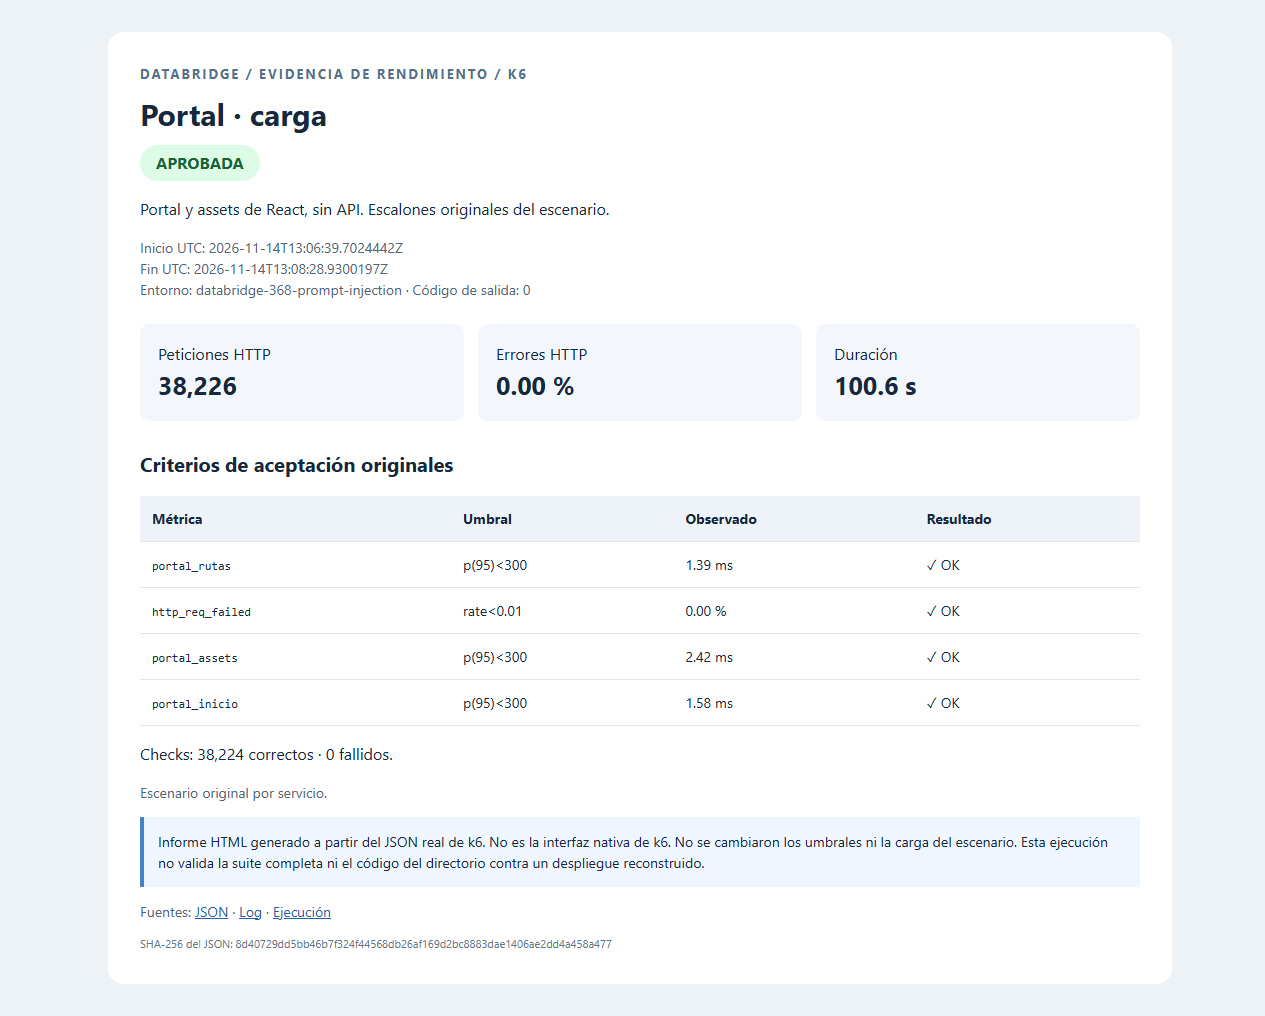 DATABRIDGE / EVIDENCIA DE RENDIMIENTO / K6
Portal · carga
APROBADA
Portal y assets de React, sin API. Escalones originales del escenario.
Inicio UTC: 2026-11-14T13:06:39.7024442Z
Fin UTC: 2026-11-14T13:08:28.9300197Z
Entorno: databridge-368-prompt-injection · Código de salida: 0
Peticiones HTTP
38,226
Errores HTTP
0.00 %
Duración
100.6 s
Criterios de aceptación originales
Métrica Umbral Observado Resultado
portal_rutas p(95)<300 1.39 ms ✓ OK
http_req_failed rate<0.01 0.00 % ✓ OK
portal_assets p(95)<300 2.42 ms ✓ OK
portal_inicio p(95)<300 1.58 ms ✓ OK
Checks: 38,224 correctos · 0 fallidos.
Escenario original por servicio.
Informe HTML generado a partir del JSON real de k6. No es la interfaz nativa de k6. No se cambiaron los umbrales ni la carga del escenario. Esta ejecución
no valida la suite completa ni el código del directorio contra un despliegue reconstruido.
Fuentes: JSON · Log · Ejecución
SHA-256 del JSON: 8d40729dd5bb46b7f324f44568db26af169d2bc8883dae1406ae2dd4a458a477